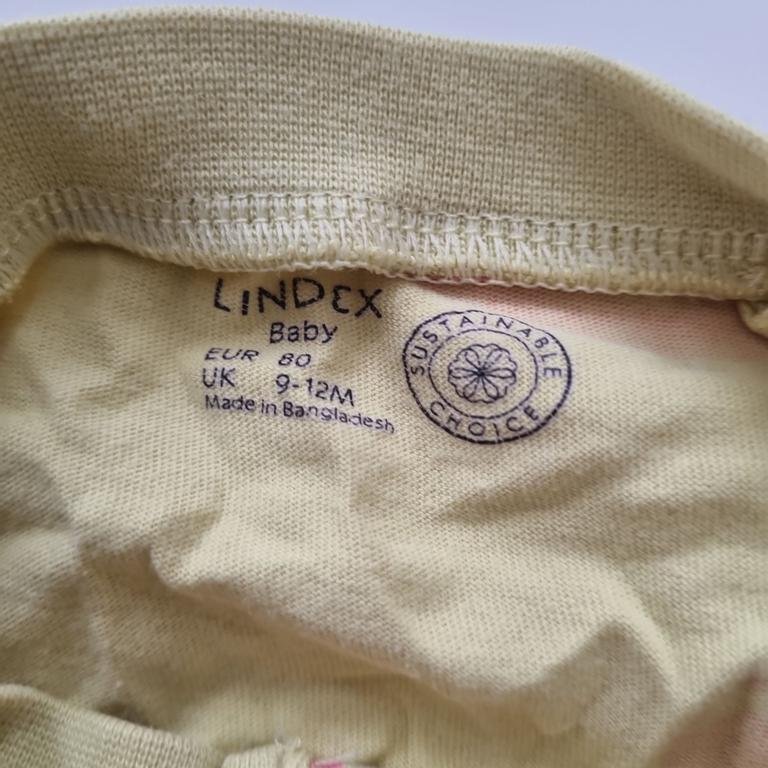 LINDEX
Baby
EUR 80
UK 9-12M
Made in Bangladesh
SUSTAINABLE
CHOICE